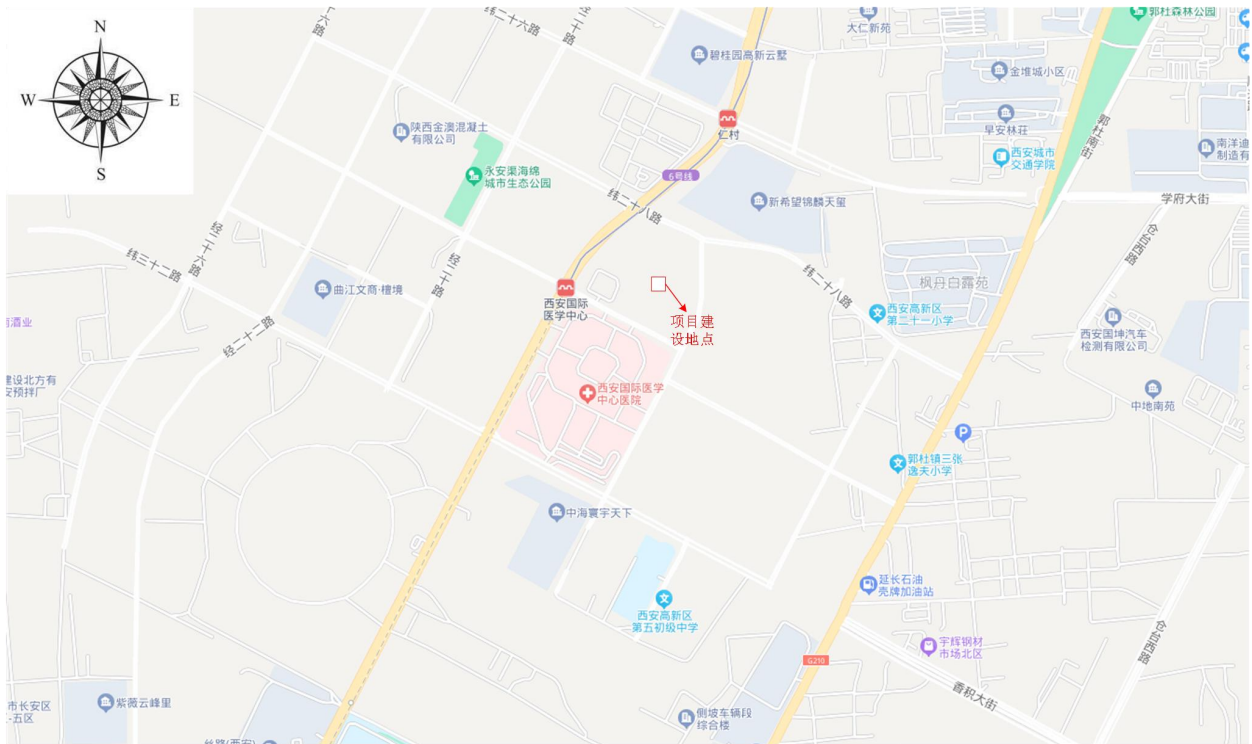 N
W
E
S
六路
经二十六路
纬二十六路
二十路
碧桂园高新云墅
大仁新苑
郭杜森林公园
金堆城小区
早安林荘
西安城市
交通学院
郭杜南街
南洋迪
制造有
学府大街
陕西金澳混凝土
有限公司
永安渠海绵
城市生态公园
仁村
6号线
纬二十八路
新希望锦麟天玺
仓台西路
纬三十二路
经二十路
曲江文商·檀境
西安国际
医学中心
项目建
设地点
纬二十八路
枫丹白露苑
西安高新区
第二十一小学
西安国坤汽车
检测有限公司
酒业
经二十二路
建设北方有
安预拌厂
西安国际医学
中心医院
中地南苑
P
郭杜镇三张
逸夫小学
中海寰宇天下
延长石油
壳牌加油站
西安高新区
第五初级中学
宇辉钢材
市场北区
仓台西路
G210
香积大街
紫薇云峰里
市长安区
五区
侧坡车辆段
综合楼
丝路(西安)